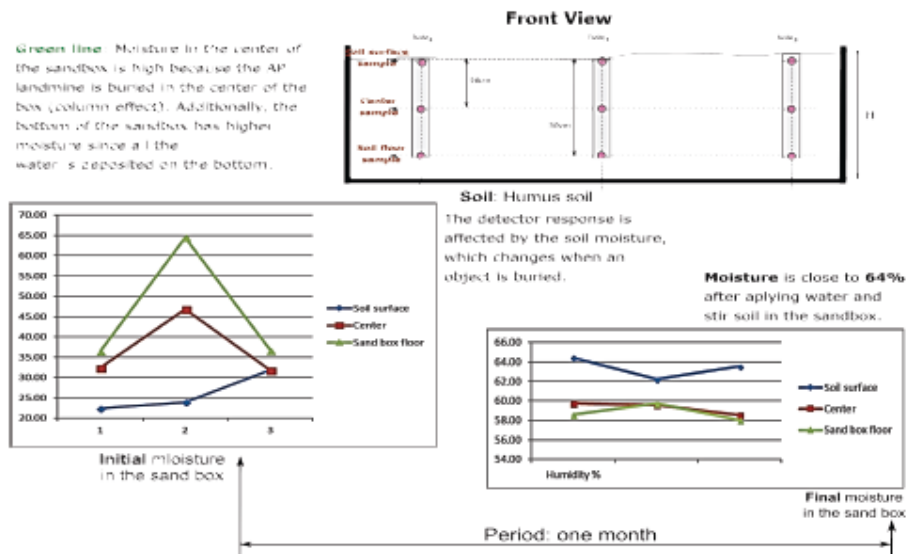 Front View
Green line: Moisture in the center of
the sandbox is high because the AP
landmine is buried in the center of the
box (column effect). Additionally, the
bottom of the sandbox has higher
moisture since all the
water is deposited on the bottom.
Soil surface
sample
Center
sample
Soil floor
sample
50cm
H
Soil: Humus soil
The detector response is
affected by the soil moisture,
which changes when an
object is buried.
Moisture is close to 64%
after aplying water and
stir soil in the sandbox.
70.00
65.00
60.00
55.00
50.00
45.00
40.00
35.00
30.00
25.00
20.00
1
2
3
Soil surface
Center
Sand box floor
Initial mloisture
in the sand box
66.00
64.00
62.00
60.00
58.00
56.00
54.00
Humidity %
Soil surface
Center
Sand box floor
Final moisture
in the sand box
Period: one month